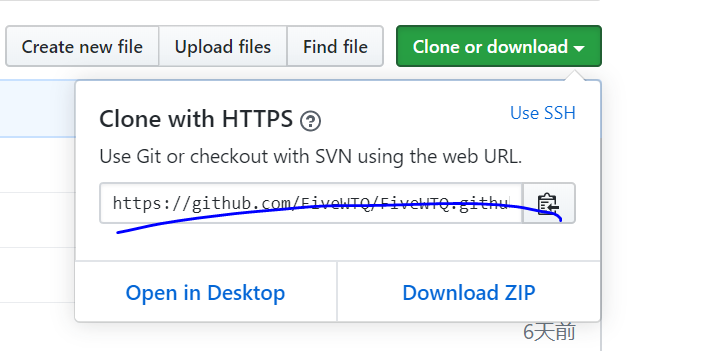 Create new file Upload files Find file Clone or download
Clone with HTTPS ? Use SSH
Use Git or checkout with SVN using the web URL.
https://github.com/FiveWTQ/FiveWTQ.githu
Open in Desktop Download ZIP
6天前